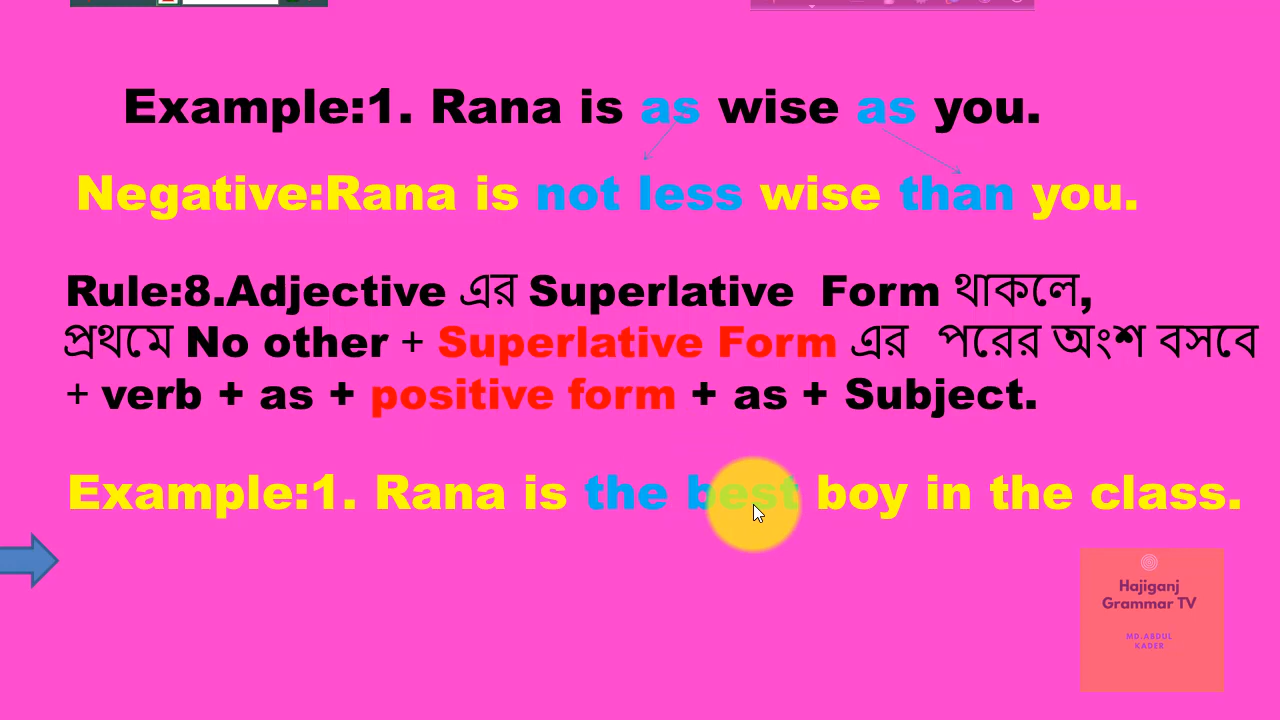 Example:1. Rana is as wise as you.
Negative:Rana is not less wise than you.
Rule:8.Adjective এর Superlative Form থাকলে,
প্রথমে No other + Superlative Form এর পরের অংশ বসবে
+ verb + as + positive form + as + Subject.
Example:1. Rana is the best boy in the class.
Hajiganj
Grammar TV
MD.ABDUL
KADER